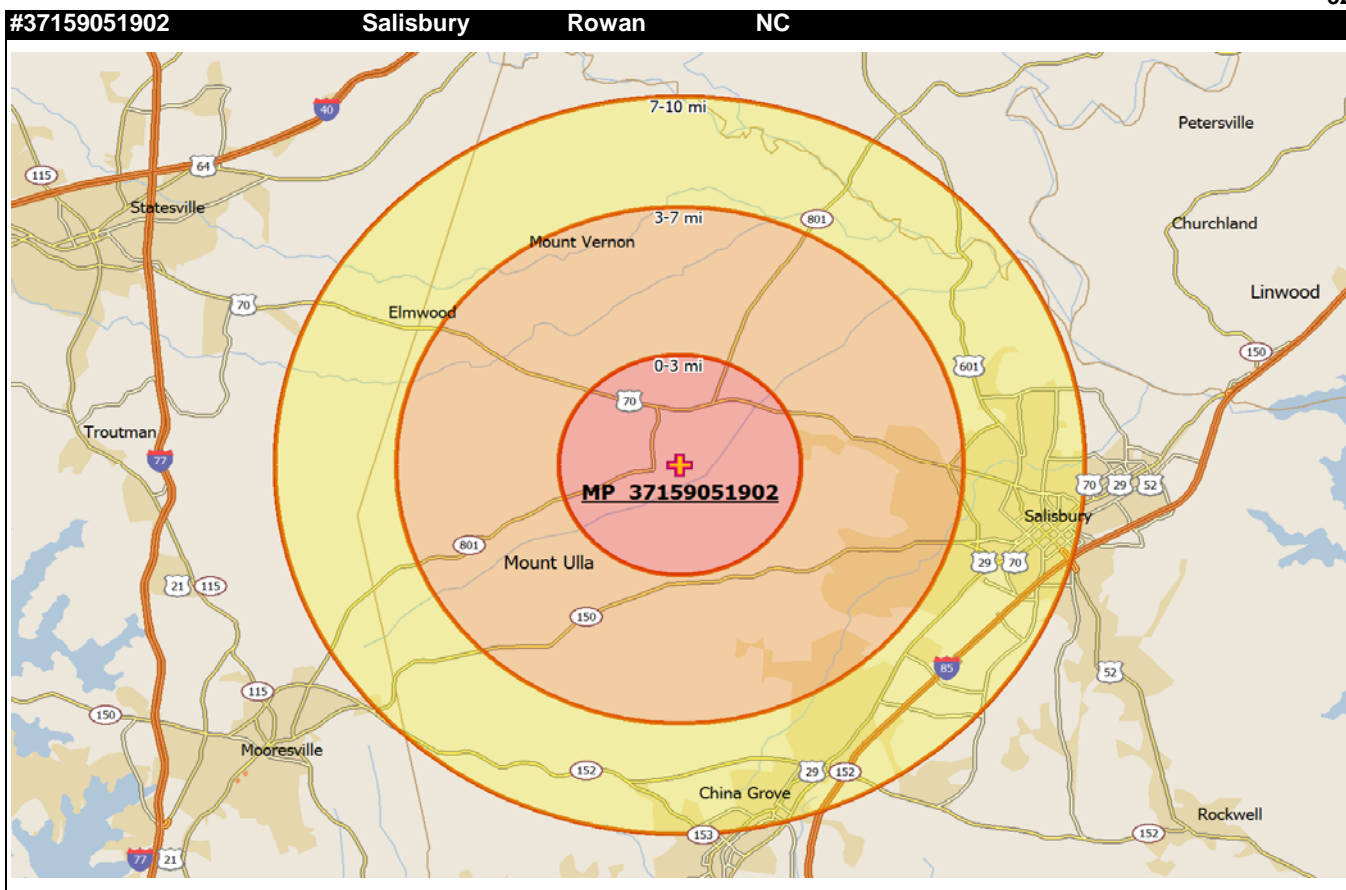 #37159051902 Salisbury Rowan NC
7-10 mi
40
Petersville
64
115
Statesville
3-7 mi
801
Churchland
Mount Vernon
Linwood
70
Elmwood
150
0-3 mi
601
70
Troutman
77
MP 37159051902
70 29 52
Salisbury
801
Mount Ulla
29 70
21 115
150
85
52
115
150
Mooresville
152
29 152
China Grove
Rockwell
153
152
77 21